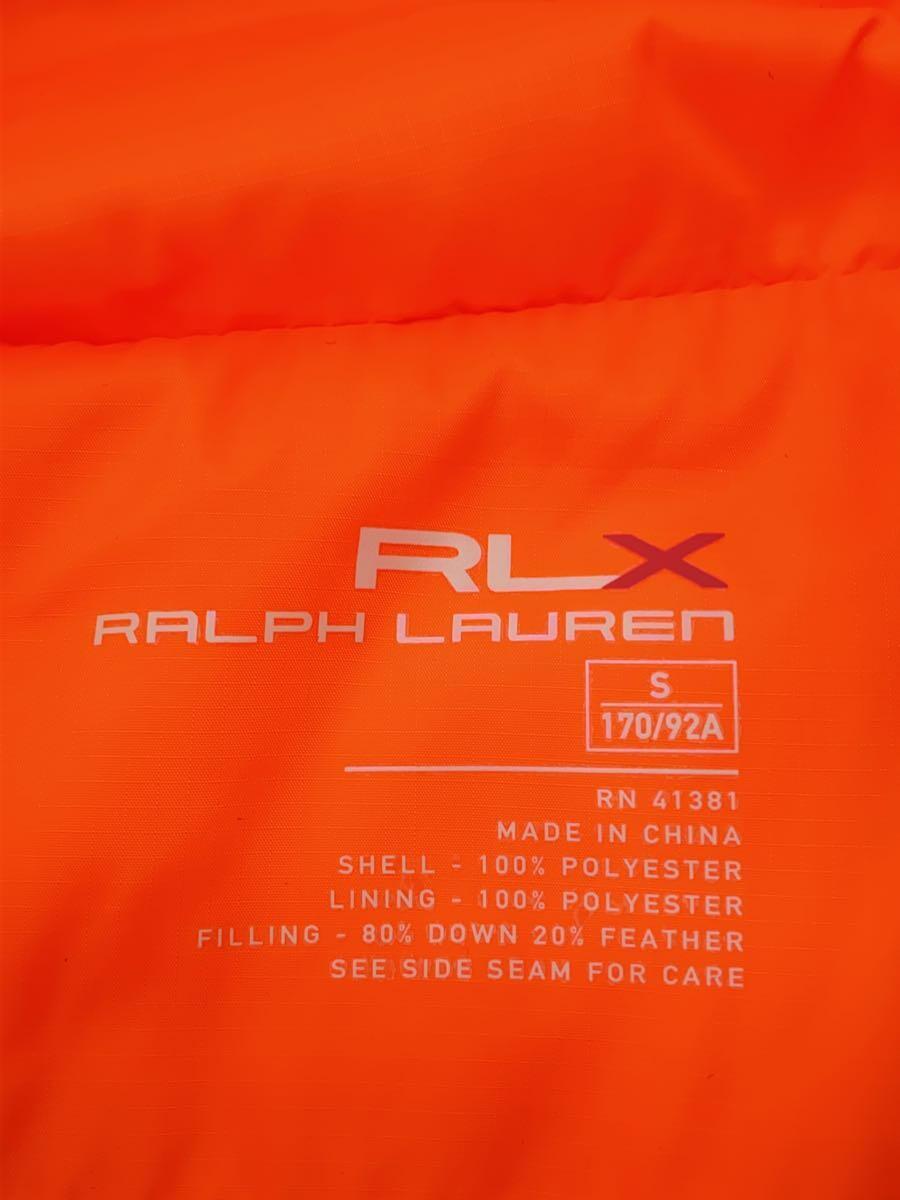 RLX
RALPH LAUREN
S
170/92A
RN 41381
MADE IN CHINA
SHELL - 100% POLYESTER
LINING - 100% POLYESTER
FILLING - 80% DOWN 20% FEATHER
SEE SIDE SEAM FOR CARE